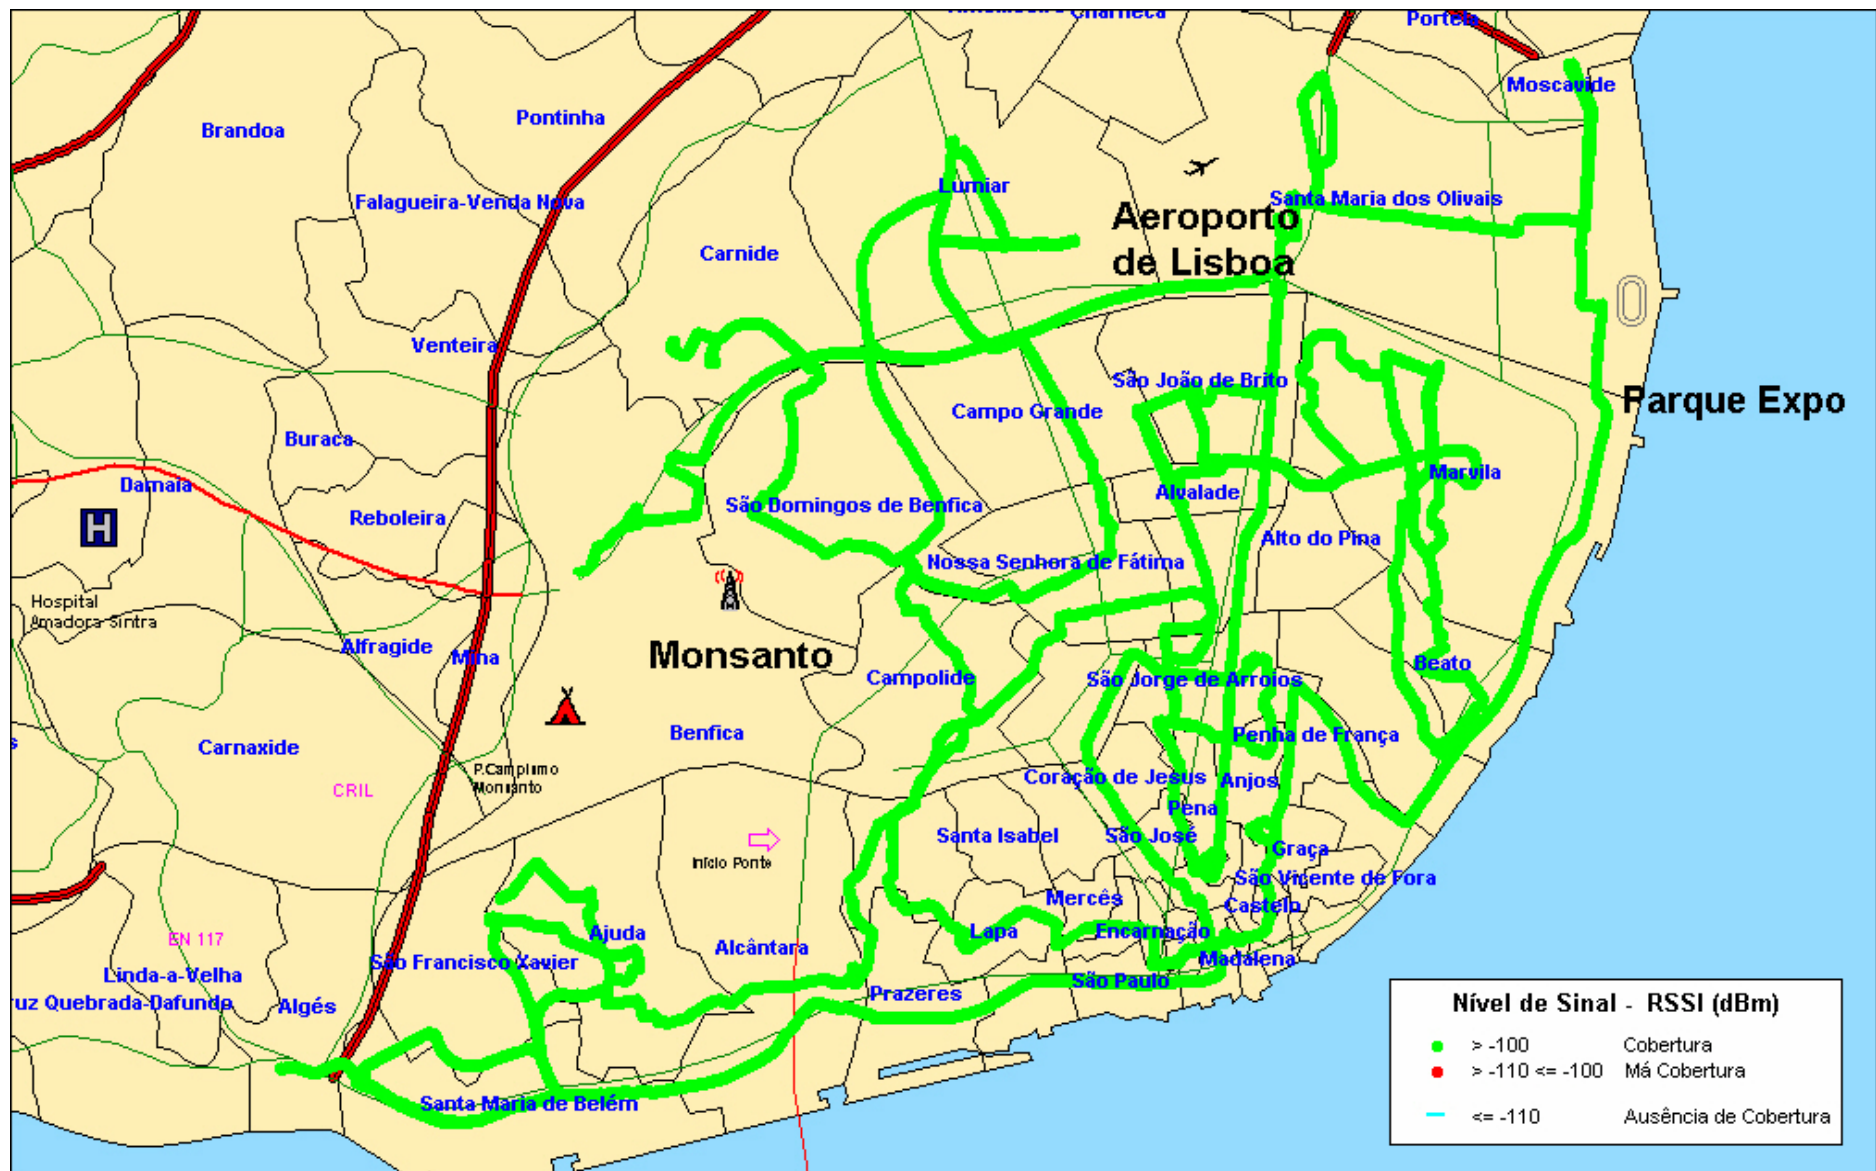 Charneca
Portela
Moscavide
Brandoa
Pontinha
Lumiar
Falagueira-Venda Nova
Santa Maria dos Olivais
Aeroporto
de Lisboa
Carnide
Venteira
São João de Brito
Campo Grande
Parque Expo
Buraca
Damaia
Marvila
Alvalade
São Domingos de Benfica
Reboleira
H
Alto do Pina
Nossa Senhora de Fátima
Hospital
Amadora Sintra
Alfragide
Mina
Monsanto
Campolide
Beato
São Jorge de Arroios
Benfica
Penha de França
Carnaxide
P.Campismo
Monsanto
CRIL
Coração de Jesus
Anjos
Pena
Santa Isabel
São José
Graça
Início Ponte
São Vicente de Fora
Mercês
Castelo
EN 117
Ajuda
Lapa
Encarnação
Alcântara
São Francisco Xavier
Madalena
Linda-a-Velha
São Paulo
Prazeres
uz Quebrada-Dafundo
Algés
Santa Maria de Belém
Nível de Sinal - RSSI (dBm)
> -100 Cobertura
> -110 <= -100 Má Cobertura
<= -110 Ausência de Cobertura